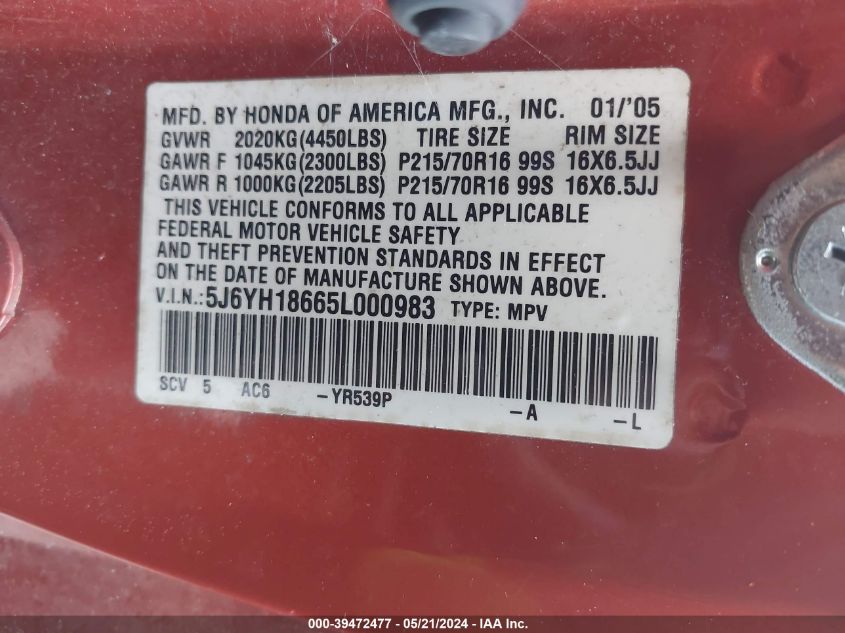 MFD. BY HONDA OF AMERICA MFG., INC. 01/'05
GVWR 2020KG(4450LBS) TIRE SIZE RIM SIZE
GAWR F 1045KG(2300LBS) P215/70R16 99S 16X6.5JJ
GAWR R 1000KG(2205LBS) P215/70R16 99S 16X6.5JJ
THIS VEHICLE CONFORMS TO ALL APPLICABLE
FEDERAL MOTOR VEHICLE SAFETY
AND THEFT PREVENTION STANDARDS IN EFFECT
ON THE DATE OF MANUFACTURE SHOWN ABOVE.
V.I.N.:5J6YH18665L000983 TYPE: MPV
SCV 5 AC6 -YR539P -A -L
000-39472477 - 05/21/2024 - IAA Inc.